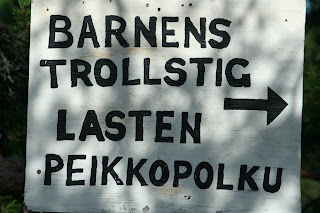 BARNENS
TROLLSTIG
LASTEN
PEIKKOPOLKU